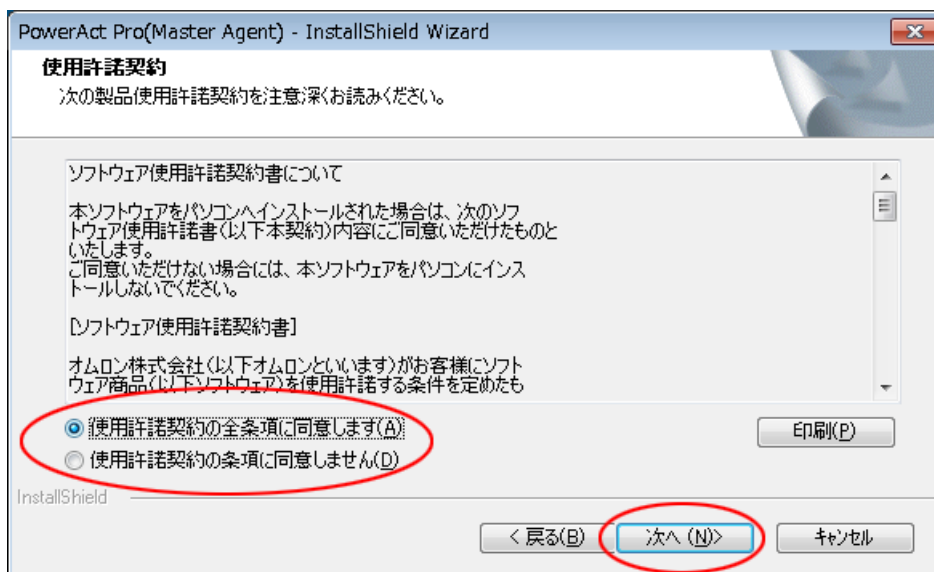 PowerAct Pro(Master Agent) - InstallShield Wizard
使用許諾契約
次の製品使用許諾契約を注意深くお読みください。
ソフトウェア使用許諾契約書について
本ソフトウェアをパソコンへインストールされた場合は、次のソフ
トウェア使用許諾書(以下本契約)内容にご同意いただけたものと
いたします。
ご同意いただけない場合には、本ソフトウェアをパソコンにインス
トールしないでください。
[ソフトウェア使用許諾契約書]
オムロン株式会社(以下オムロンといいます)がお客様にソフト
ウェア商品(以下ソフトウェア)を使用許諾する条件を定めたも
使用許諾契約の全条項に同意します(A)
使用許諾契約の条項に同意しません(D)
印刷(P)
InstallShield
< 戻る(B)
次へ (N)>
キャンセル